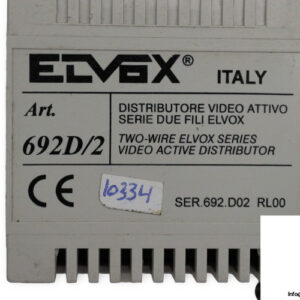 ELVOX® ITALY
Art. 692D/2
DISTRIBUTORE VIDEO ATTIVO
SERIE DUE FILI ELVOX
TWO-WIRE ELVOX SERIES
VIDEO ACTIVE DISTRIBUTOR
CE
10334
SER.692.D02 RL00